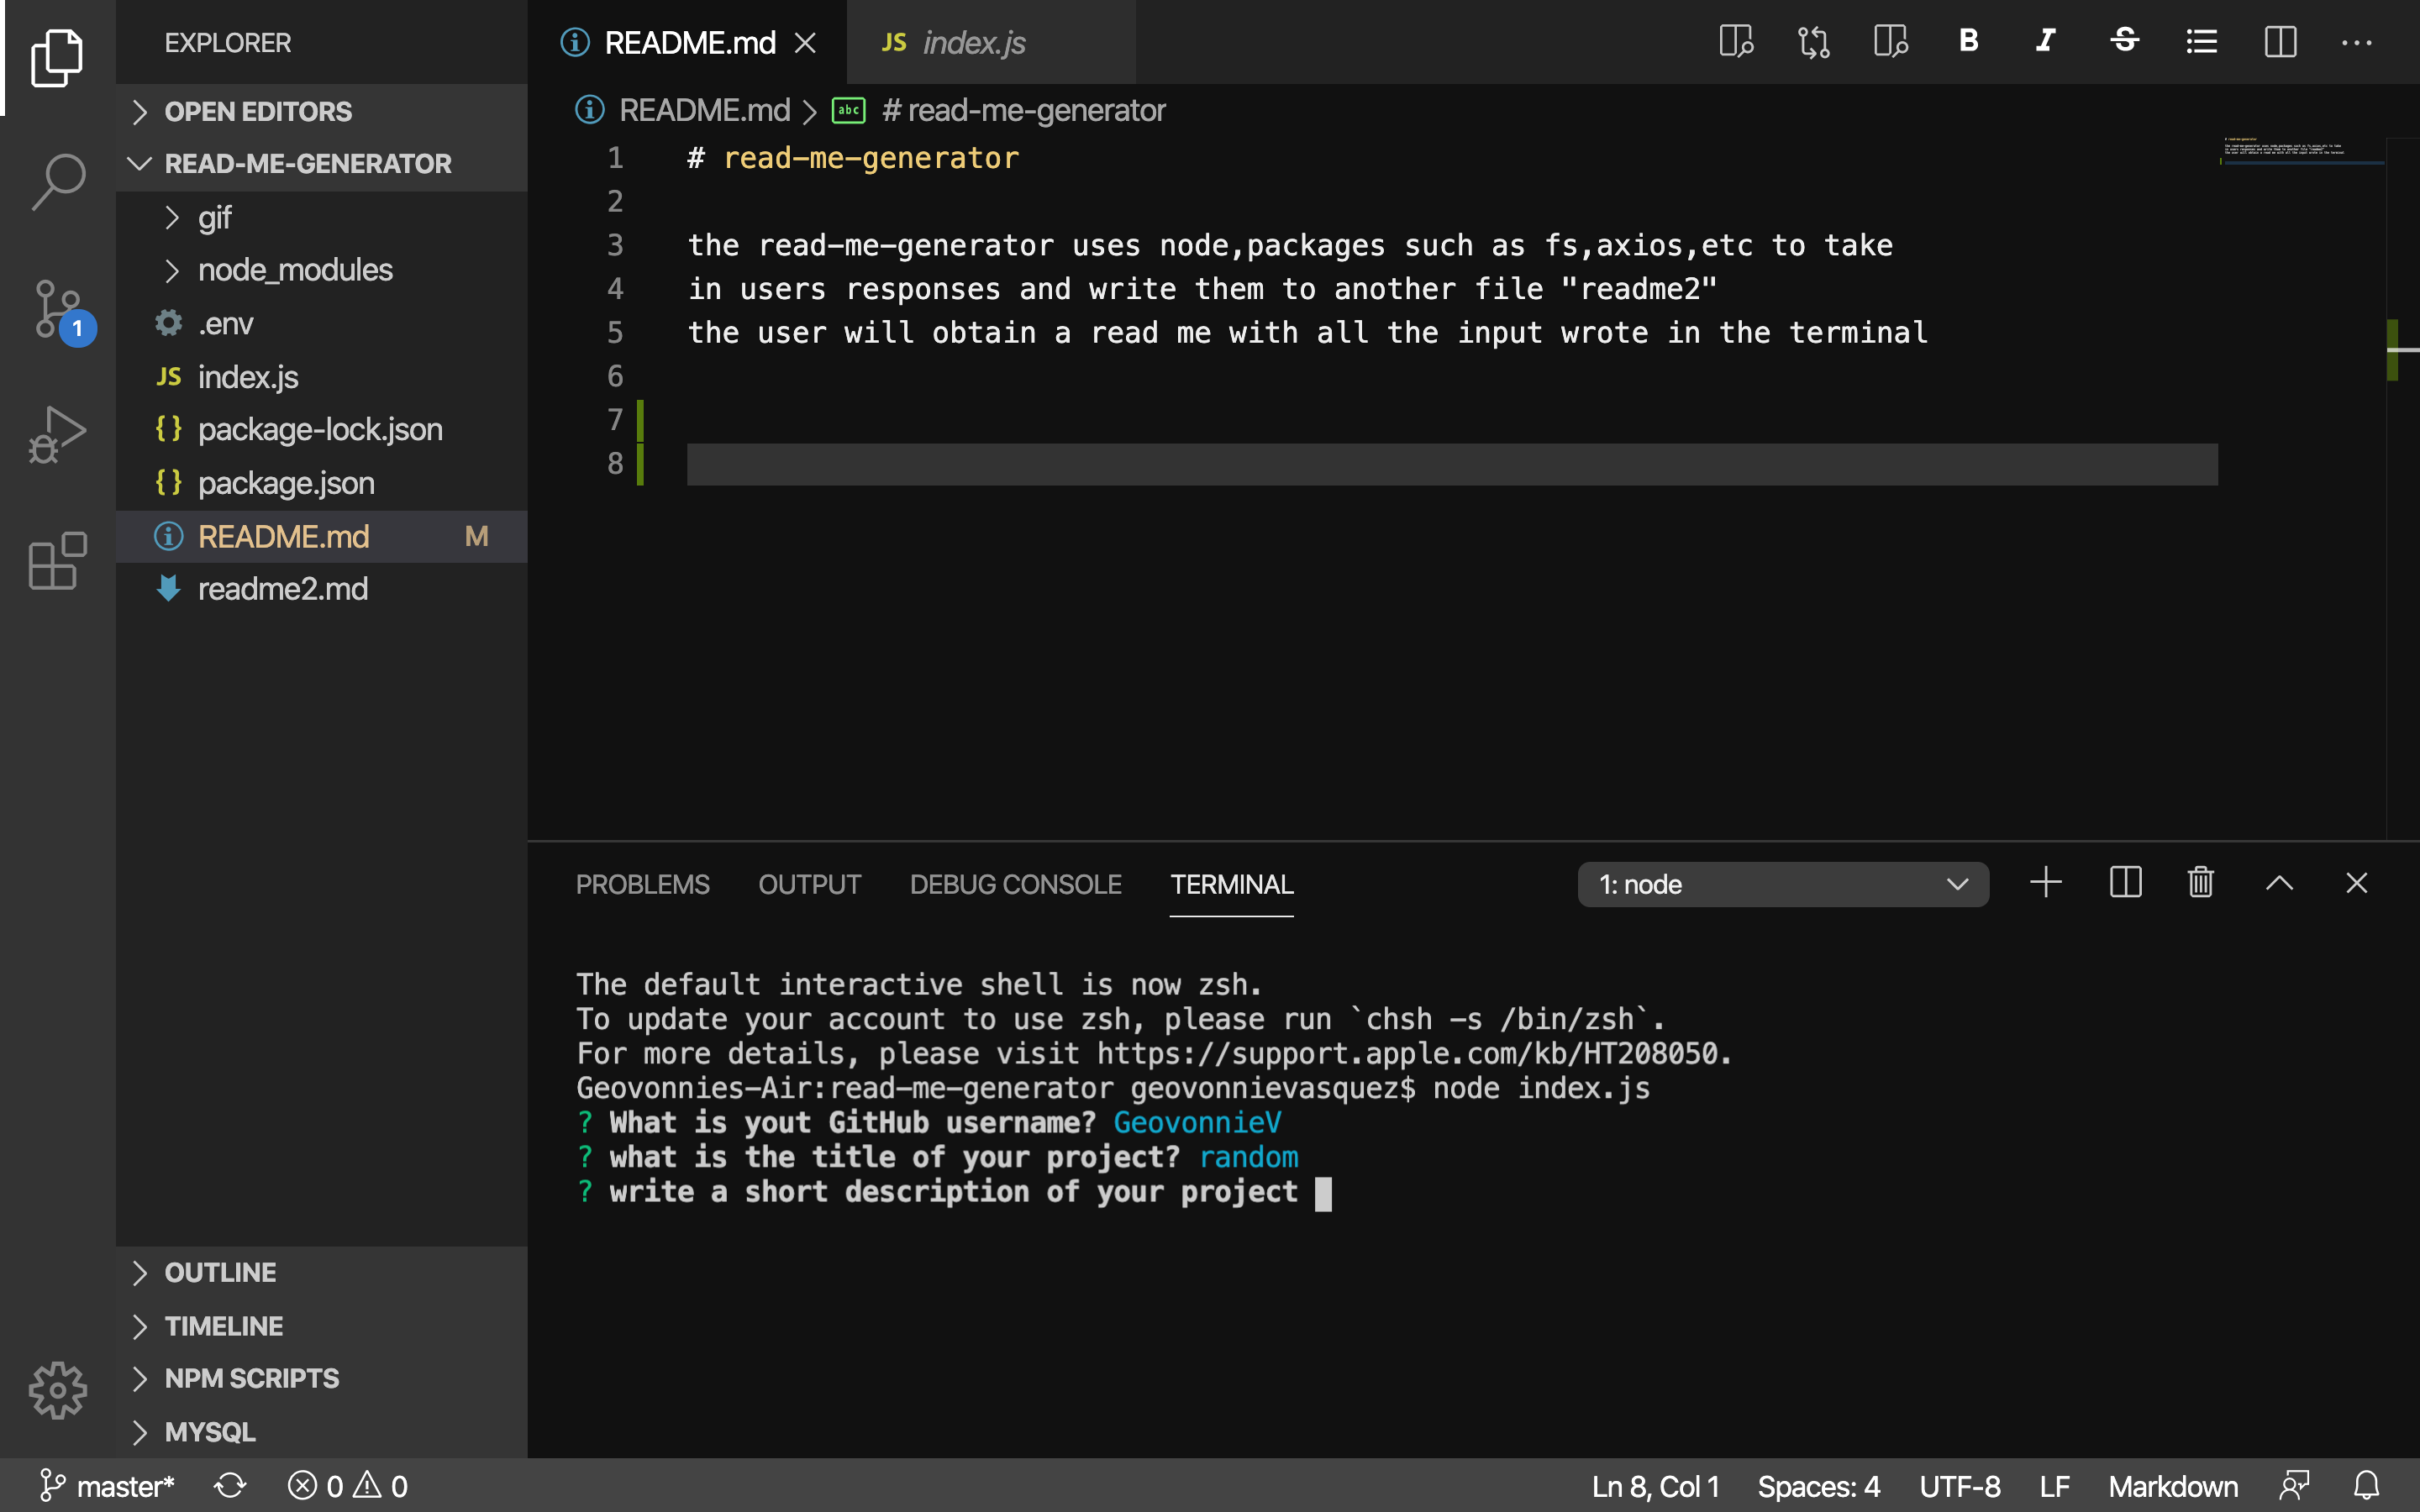 EXPLORER
OPEN EDITORS
READ-ME-GENERATOR
gif
node_modules
.env
JS index.js
{} package-lock.json
{} package.json
README.md M
readme2.md
OUTLINE
TIMELINE
NPM SCRIPTS
MYSQL
1
README.md
JS index.js
B I S
README.md > abc # read-me-generator
1 # read-me-generator
2
3 the read-me-generator uses node,packages such as fs,axios,etc to take
4 in users responses and write them to another file "readme2"
5 the user will obtain a read me with all the input wrote in the terminal
6
7
8
PROBLEMS OUTPUT DEBUG CONSOLE TERMINAL 1: node
The default interactive shell is now zsh.
To update your account to use zsh, please run `chsh -s /bin/zsh`.
For more details, please visit https://support.apple.com/kb/HT208050.
Geovonnies-Air:read-me-generator geovonnievasquez$ node index.js
? What is yout GitHub username? GeovonnieV
? what is the title of your project? random
? write a short description of your project
master* 0 0 Ln 8, Col 1 Spaces: 4 UTF-8 LF Markdown